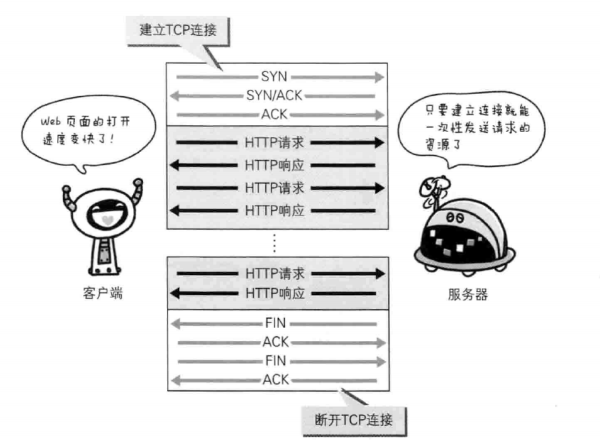 建立TCP连接
SYN
SYN/ACK
ACK
Web 页面的打开
速度变快了!
只要建立连接就能
一次性发送请求的
资源了
HTTP请求
HTTP响应
HTTP请求
HTTP响应
HTTP请求
HTTP响应
客户端
服务器
FIN
ACK
FIN
ACK
断开TCP连接